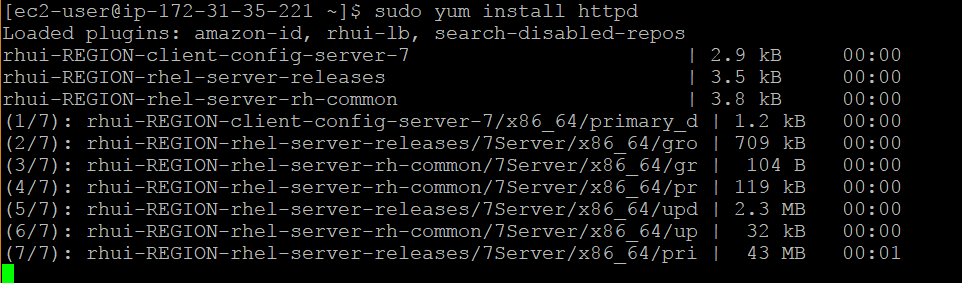 [ec2-user@ip-172-31-35-221 ~]$ sudo yum install httpd
Loaded plugins: amazon-id, rhui-lb, search-disabled-repos
rhui-REGION-client-config-server-7 | 2.9 kB 00:00
rhui-REGION-rhel-server-releases | 3.5 kB 00:00
rhui-REGION-rhel-server-rh-common | 3.8 kB 00:00
(1/7): rhui-REGION-client-config-server-7/x86_64/primary_d | 1.2 kB 00:00
(2/7): rhui-REGION-rhel-server-releases/7Server/x86_64/gro | 709 kB 00:00
(3/7): rhui-REGION-rhel-server-rh-common/7Server/x86_64/gr | 104 B 00:00
(4/7): rhui-REGION-rhel-server-rh-common/7Server/x86_64/pr | 119 kB 00:00
(5/7): rhui-REGION-rhel-server-releases/7Server/x86_64/upd | 2.3 MB 00:00
(6/7): rhui-REGION-rhel-server-rh-common/7Server/x86_64/up | 32 kB 00:00
(7/7): rhui-REGION-rhel-server-releases/7Server/x86_64/pri | 43 MB 00:01